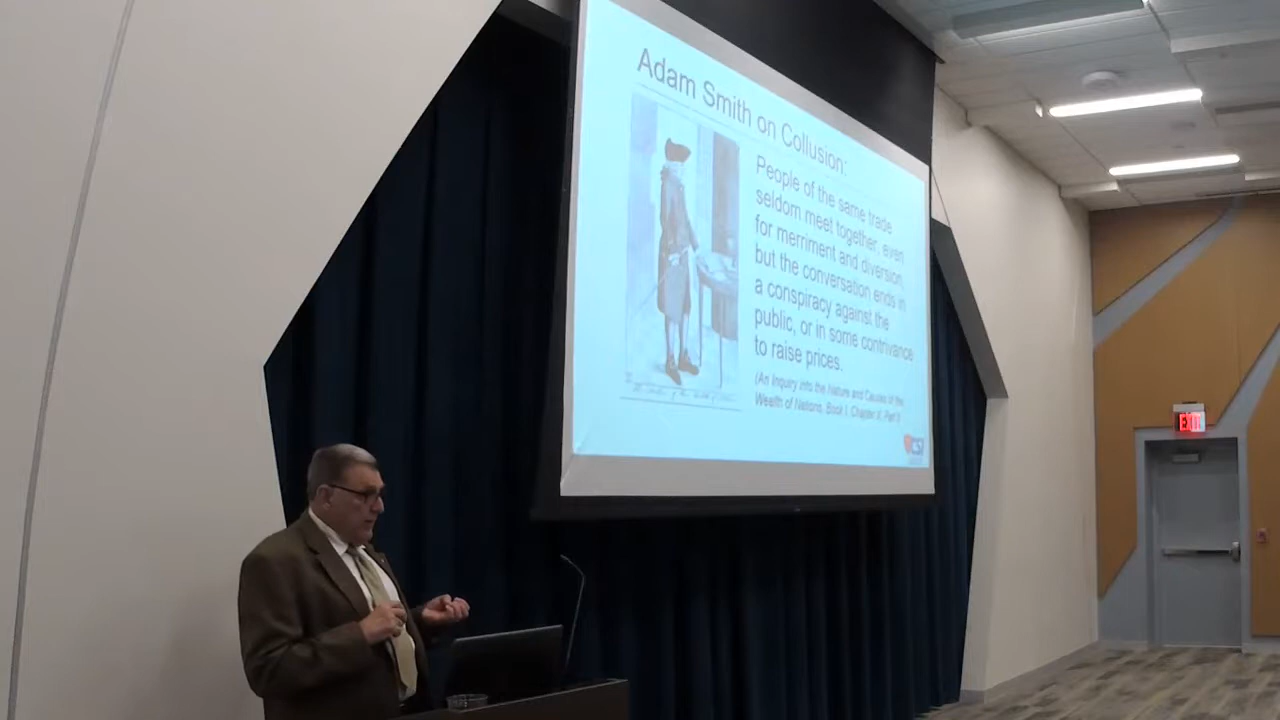 Adam Smith on Collusion:
People of the same trade
seldom meet together, even
for merriment and diversion,
but the conversation ends in
a conspiracy against the
public, or in some contrivance
to raise prices.
(An Inquiry into the Nature and Causes of the
Wealth of Nations, Book I, Chapter X, Part
CSI
EXIT